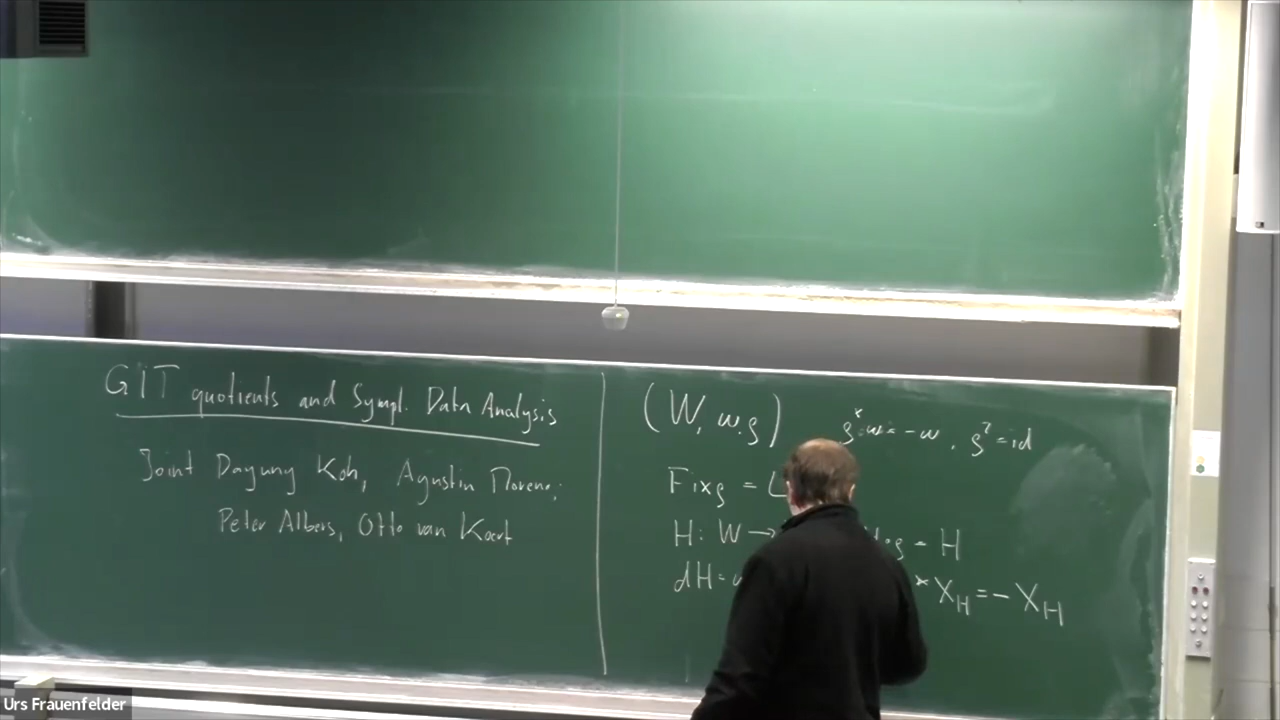 GIT quotients and Sympl. Data Analysis
Joint Dayung Koh, Agustin Moreno,
Peter Albers, Otto van Koert
(W, ω, ρ) ρ*ω = -ω, ρ² = id
Fixρ = L
H: W → H∘ρ = H
dH = ω * X_H = - X_H
Urs Frauenfelder